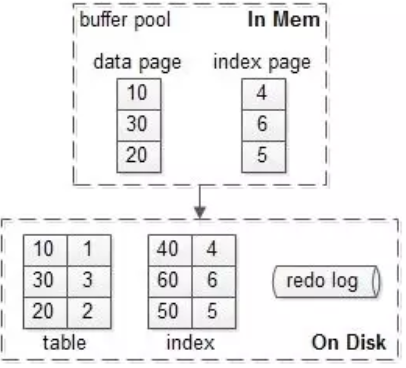 buffer pool In Mem
data page index page
10 4
30 6
20 5
10 1 40 4
30 3 60 6
20 2 50 5
redo log
table index On Disk